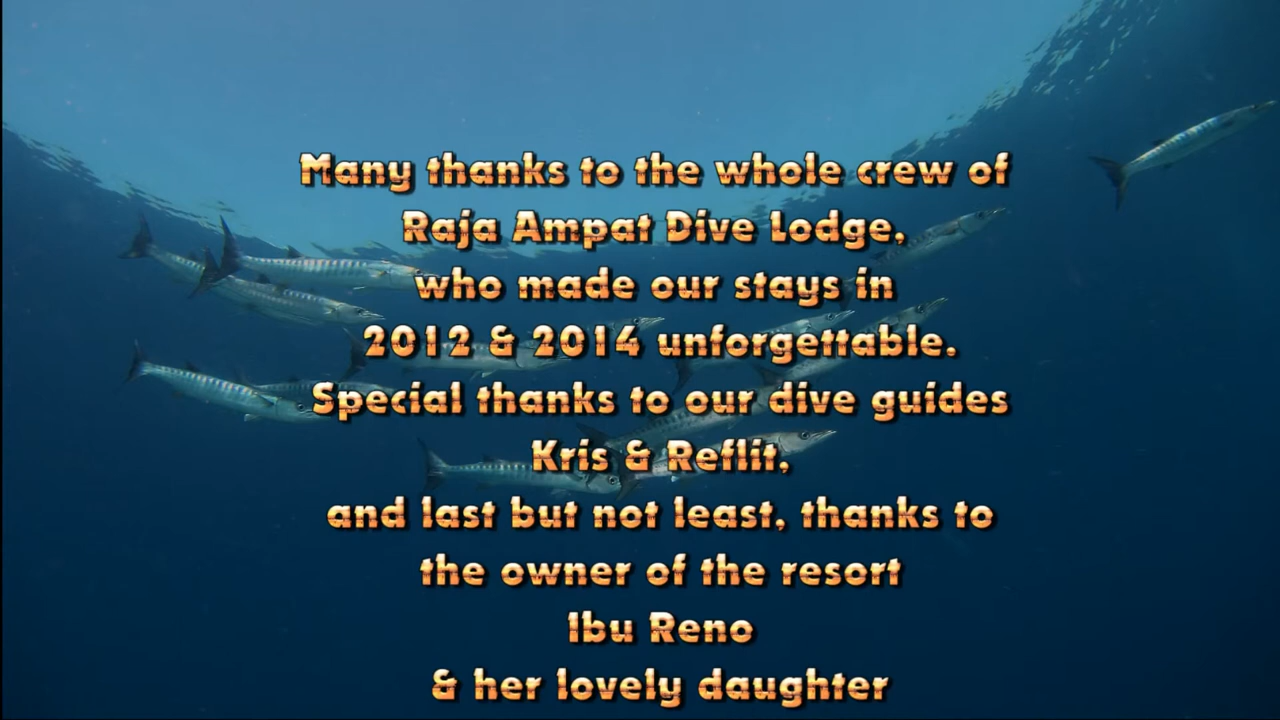 Many thanks to the whole crew of
Raja Ampat Dive Lodge,
who made our stays in
2012 & 2014 unforgettable.
Special thanks to our dive guides
Kris & Reflit,
and last but not least, thanks to
the owner of the resort
Ibu Reno
& her lovely daughter